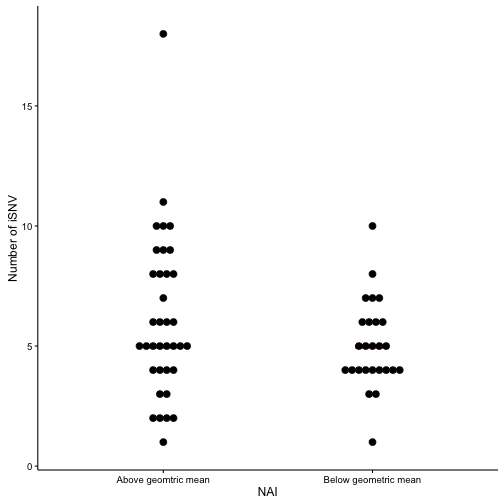 15
10
5
0
Number of iSNV
Above geomtric mean
Below geometric mean
NAI